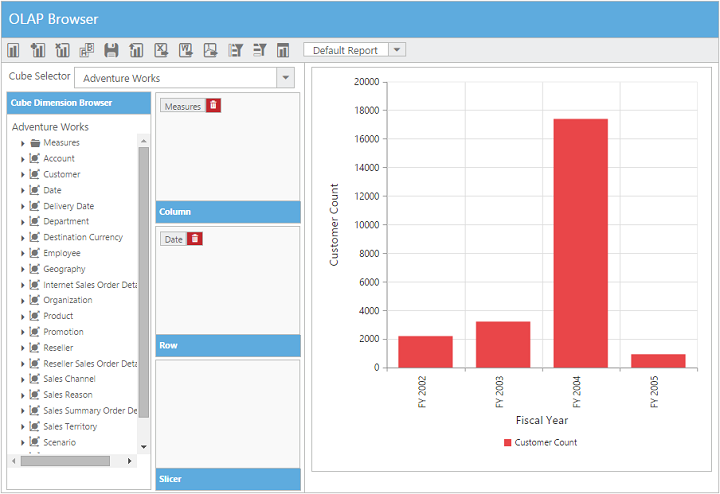 OLAP Browser
Default Report
Cube Selector
Adventure Works
Cube Dimension Browser
Adventure Works
Measures
Account
Customer
Date
Delivery Date
Department
Destination Currency
Employee
Geography
Internet Sales Order Deta
Organization
Product
Promotion
Reseller
Reseller Sales Order Deta
Sales Channel
Sales Reason
Sales Summary Order De
Sales Territory
Scenario
Measures
Column
Date
Row
Slicer
Customer Count
20000
18000
16000
14000
12000
10000
8000
6000
4000
2000
0
FY 2002
FY 2003
FY 2004
FY 2005
Fiscal Year
Customer Count